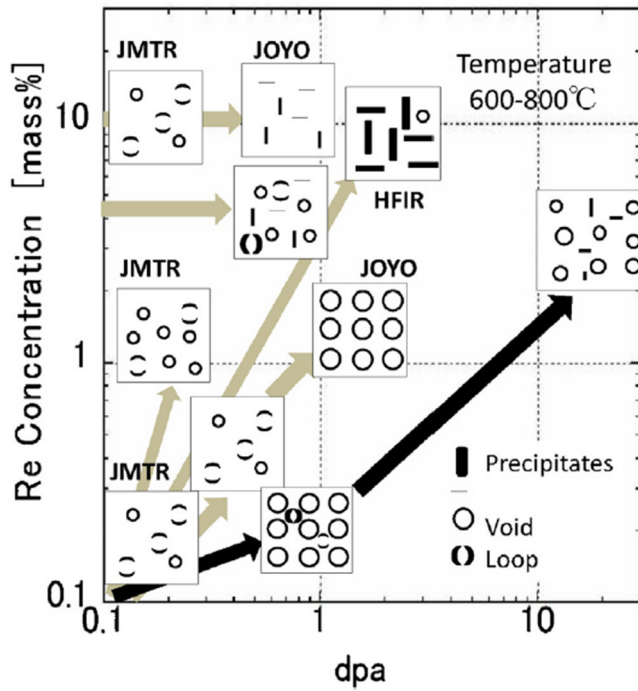 JMTR
JOYO
Temperature
600-800℃
10
HFIR
JMTR
JOYO
1
Re Concentration [mass%]
JMTR
Precipitates
Void
Loop
0.1
0.1
1
10
dpa